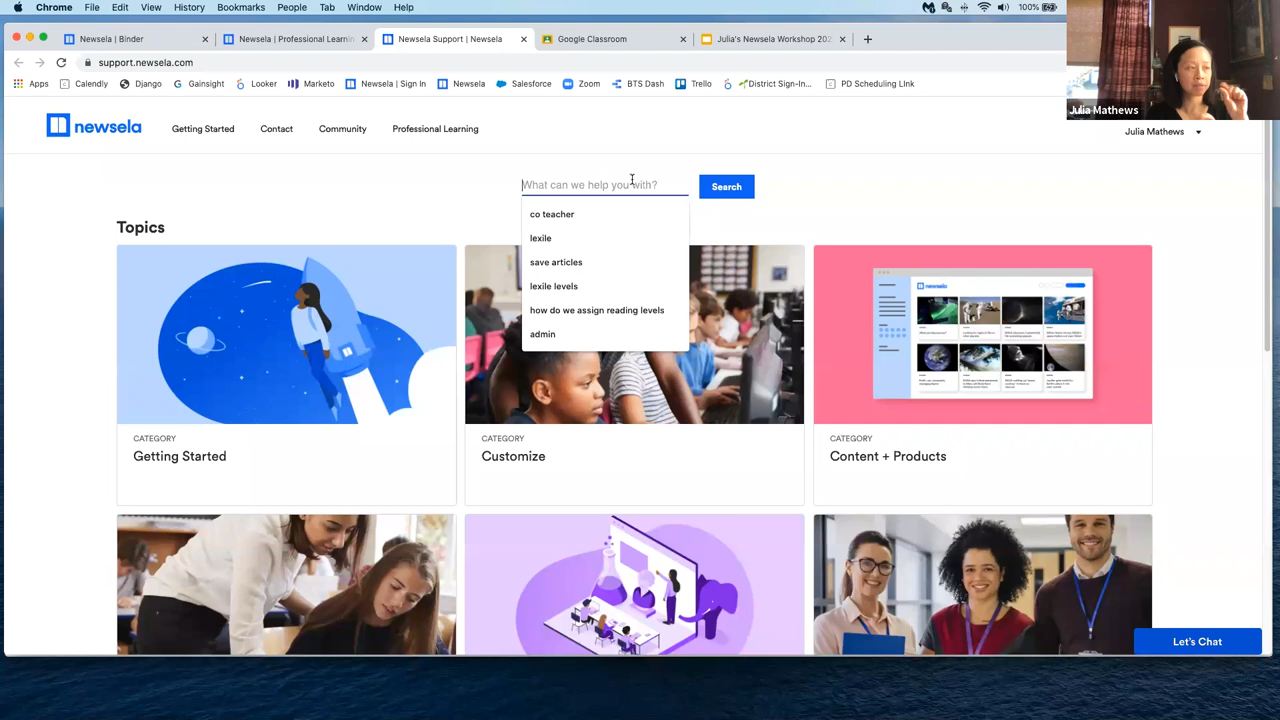 Chrome File Edit View History Bookmarks People Tab Window Help 100%
Newsela | Binder
Newsela | Professional Learnin
Newsela Support | Newsela
Google Classroom
Julia's Newsela Workshop 202
support.newsela.com
Apps Calendly Django Gainsight Looker Marketo Newsela | Sign In Newsela Salesforce Zoom BTS Dash Trello District Sign-In... PD Scheduling LInk
Julia Mathews
newsela Getting Started Contact Community Professional Learning Julia Mathews
What can we help you with? Search
co teacher
lexile
save articles
lexile levels
how do we assign reading levels
admin
Topics
newsela
CATEGORY
Getting Started
CATEGORY
Customize
CATEGORY
Content + Products
Let's Chat